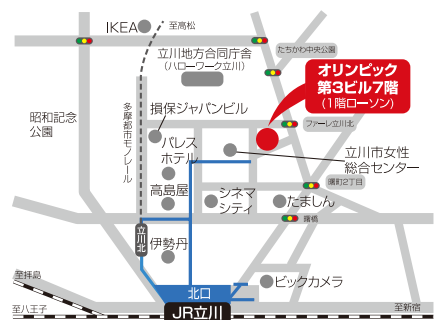 IKEA
至高松
立川地方合同庁舎
(ハローワーク立川)
たちかわ中央公園
オリンピック
第3ビル7階
(1階ローソン)
昭和記念
公園
多摩都市モノレール
損保ジャパンビル
ファーレ立川北
パレス
ホテル
立川市女性
総合センター
高島屋
シネマ
シティ
曙町2丁目
たましん
曙橋
立川北
伊勢丹
至拝島
北口
ビックカメラ
至八王子
JR立川
至新宿